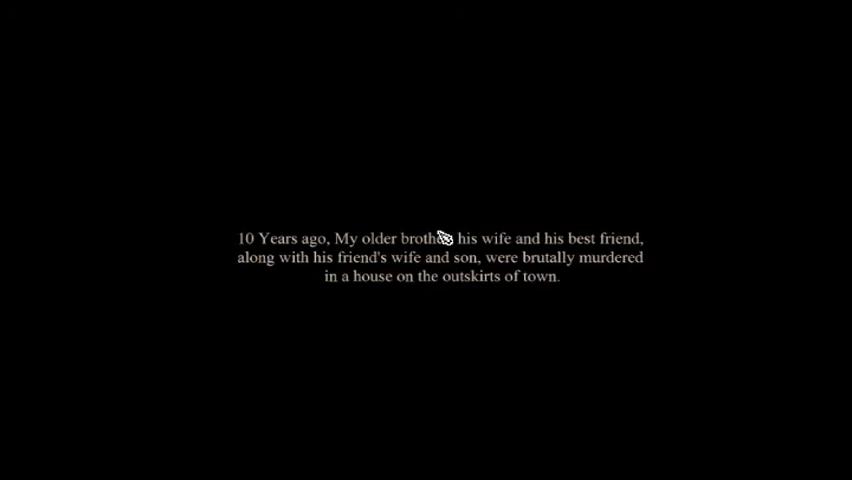 10 Years ago, My older brother his wife and his best friend,
along with his friend's wife and son, were brutally murdered
in a house on the outskirts of town.